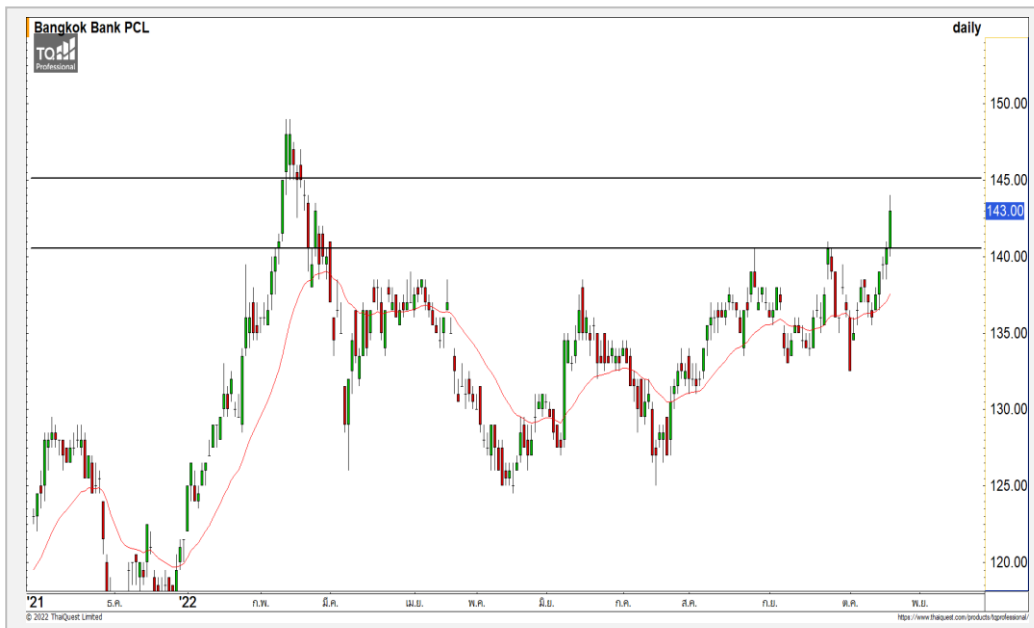 Bangkok Bank PCL
daily
TQ
Professional
150.00
145.00
143.00
140.00
135.00
130.00
125.00
120.00
'21 ธ.ค. '22 ก.พ. มี.ค. เม.ย. พ.ค. มิ.ย. ก.ค. ส.ค. ก.ย. ต.ค. พ.ย.
© 2022 ThaiQuest Limited
https://www.thaiquest.com/products/tqprofessional/